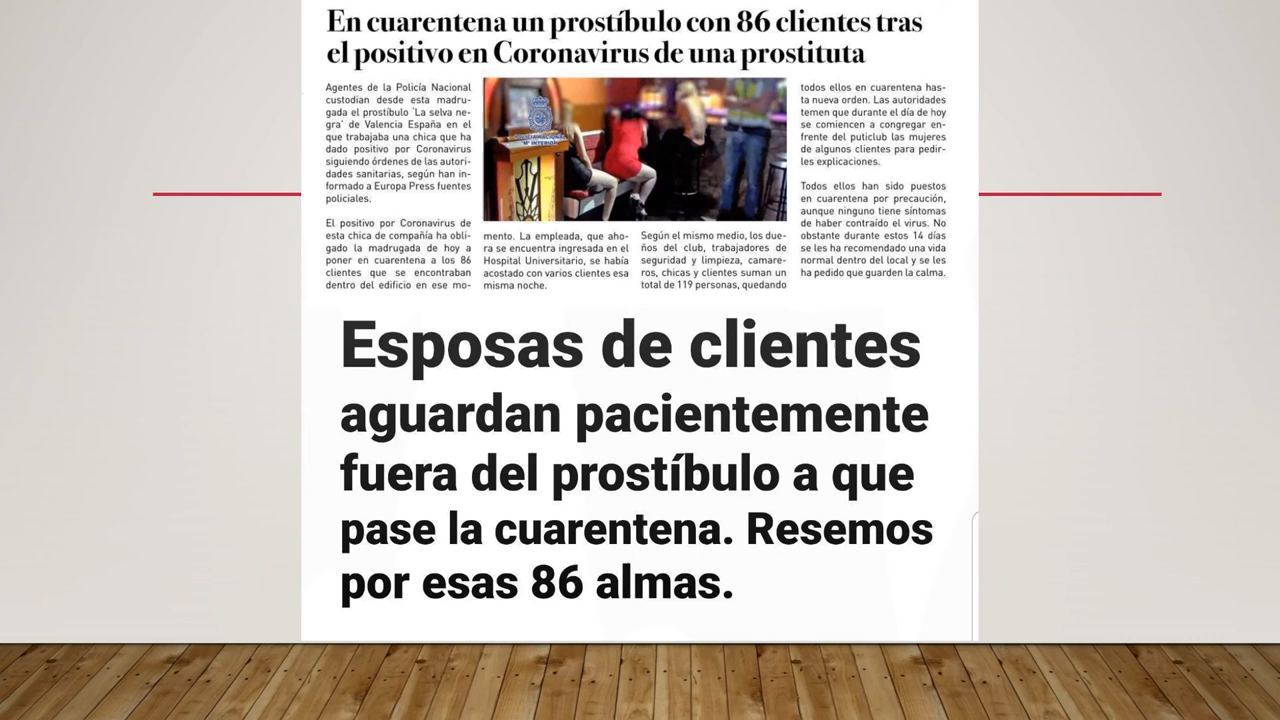 En cuarentena un prostíbulo con 86 clientes tras
el positivo en Coronavirus de una prostituta
Agentes de la Policía Nacional
custodian desde esta madru-
gada el prostíbulo 'La selva ne-
gra' de Valencia España en el
que trabajaba una chica que ha
dado positivo por Coronavirus
siguiendo órdenes de las autori-
dades sanitarias, según han in-
formado a Europa Press fuentes
policiales.
El positivo por Coronavirus de
esta chica de compañía ha obli-
gado la madrugada de hoy a
poner en cuarentena a los 86
clientes que se encontraban
dentro del edificio en ese mo-
mento. La empleada, que aho-
ra se encuentra ingresada en el
Hospital Universitario, se había
acostado con varios clientes esa
misma noche.
Según el mismo medio, los due-
ños del club, trabajadores de
seguridad y limpieza, camare-
ros, chicas y clientes suman un
total de 119 personas, quedando
todos ellos en cuarentena has-
ta nueva orden. Las autoridades
temen que durante el día de hoy
se comiencen a congregar en-
frente del puticlub las mujeres
de algunos clientes para pedir-
les explicaciones.
Todos ellos han sido puestos
en cuarentena por precaución,
aunque ninguno tiene síntomas
de haber contraído el virus. No
obstante durante estos 14 días
se les ha recomendado una vida
normal dentro del local y se les
ha pedido que guarden la calma.
Esposas de clientes
aguardan pacientemente
fuera del prostíbulo a que
pase la cuarentena. Resemos
por esas 86 almas.